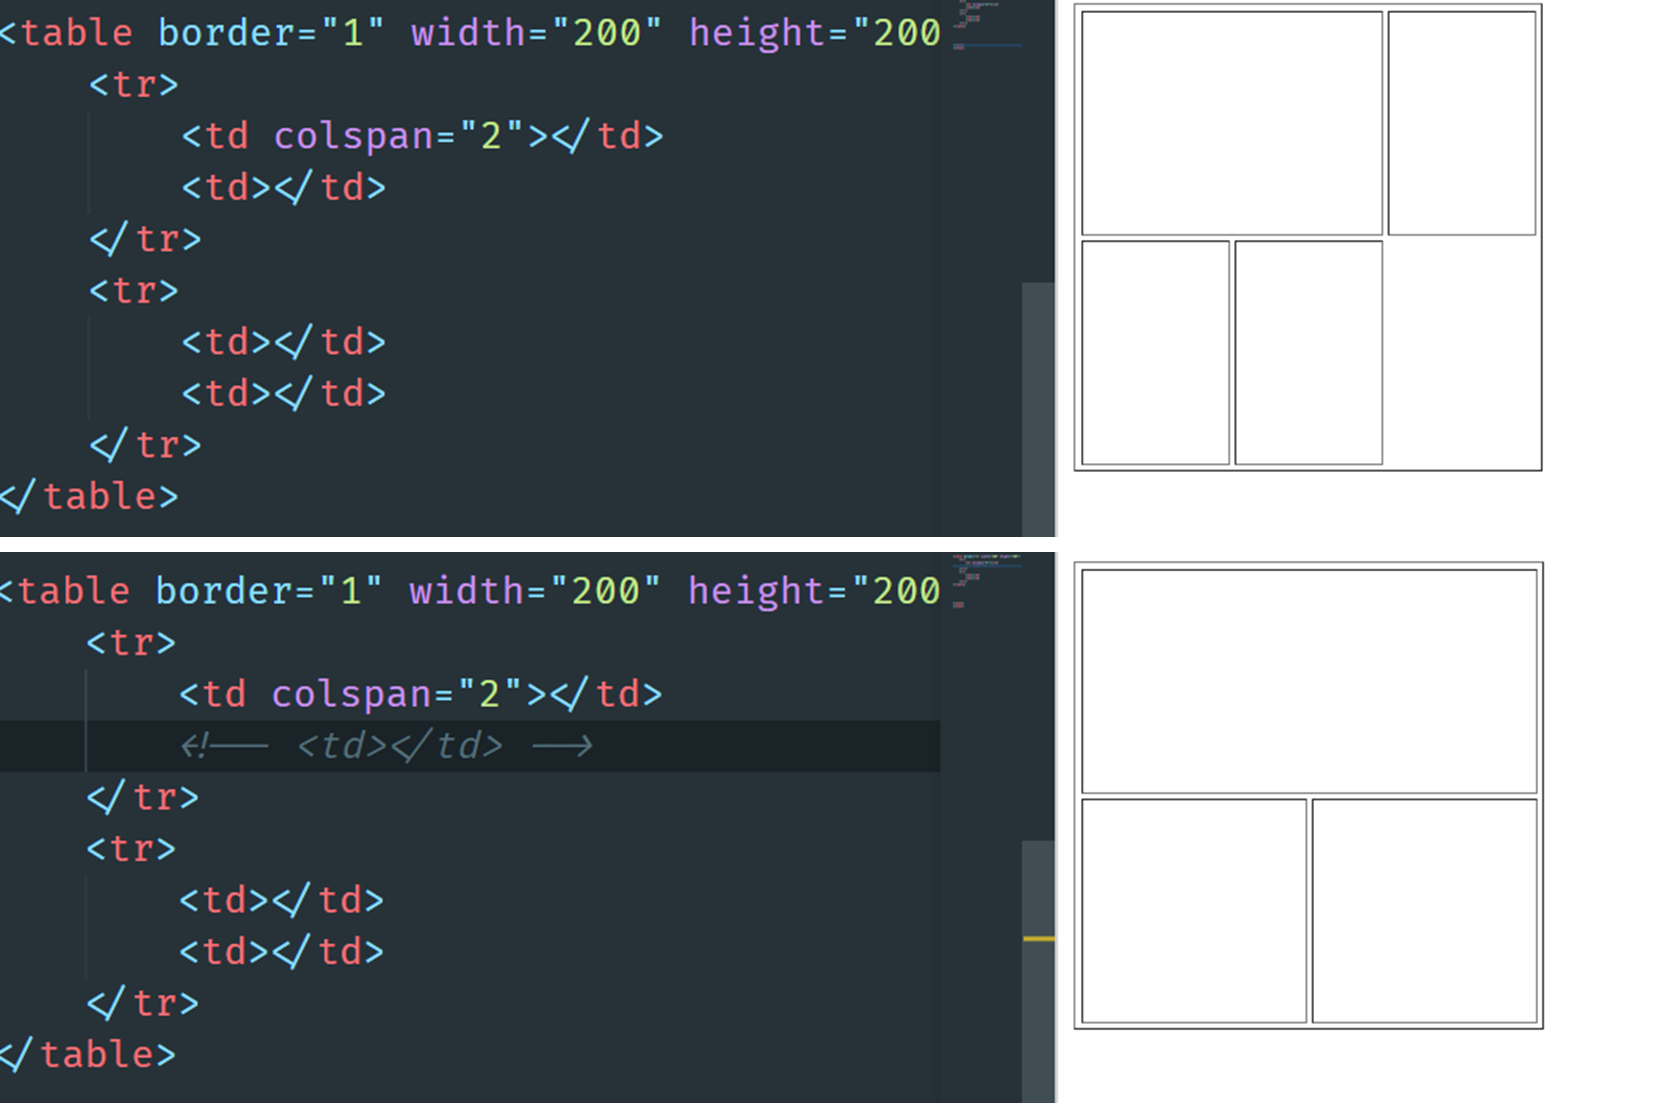 <table border="1" width="200" height="200
<tr>
<td colspan="2"></td>
<td></td>
</tr>
<tr>
<td></td>
<td></td>
</tr>
</table>
<table border="1" width="200" height="200
<tr>
<td colspan="2"></td>
<!-- <td></td> -->
</tr>
<tr>
<td></td>
<td></td>
</tr>
</table>